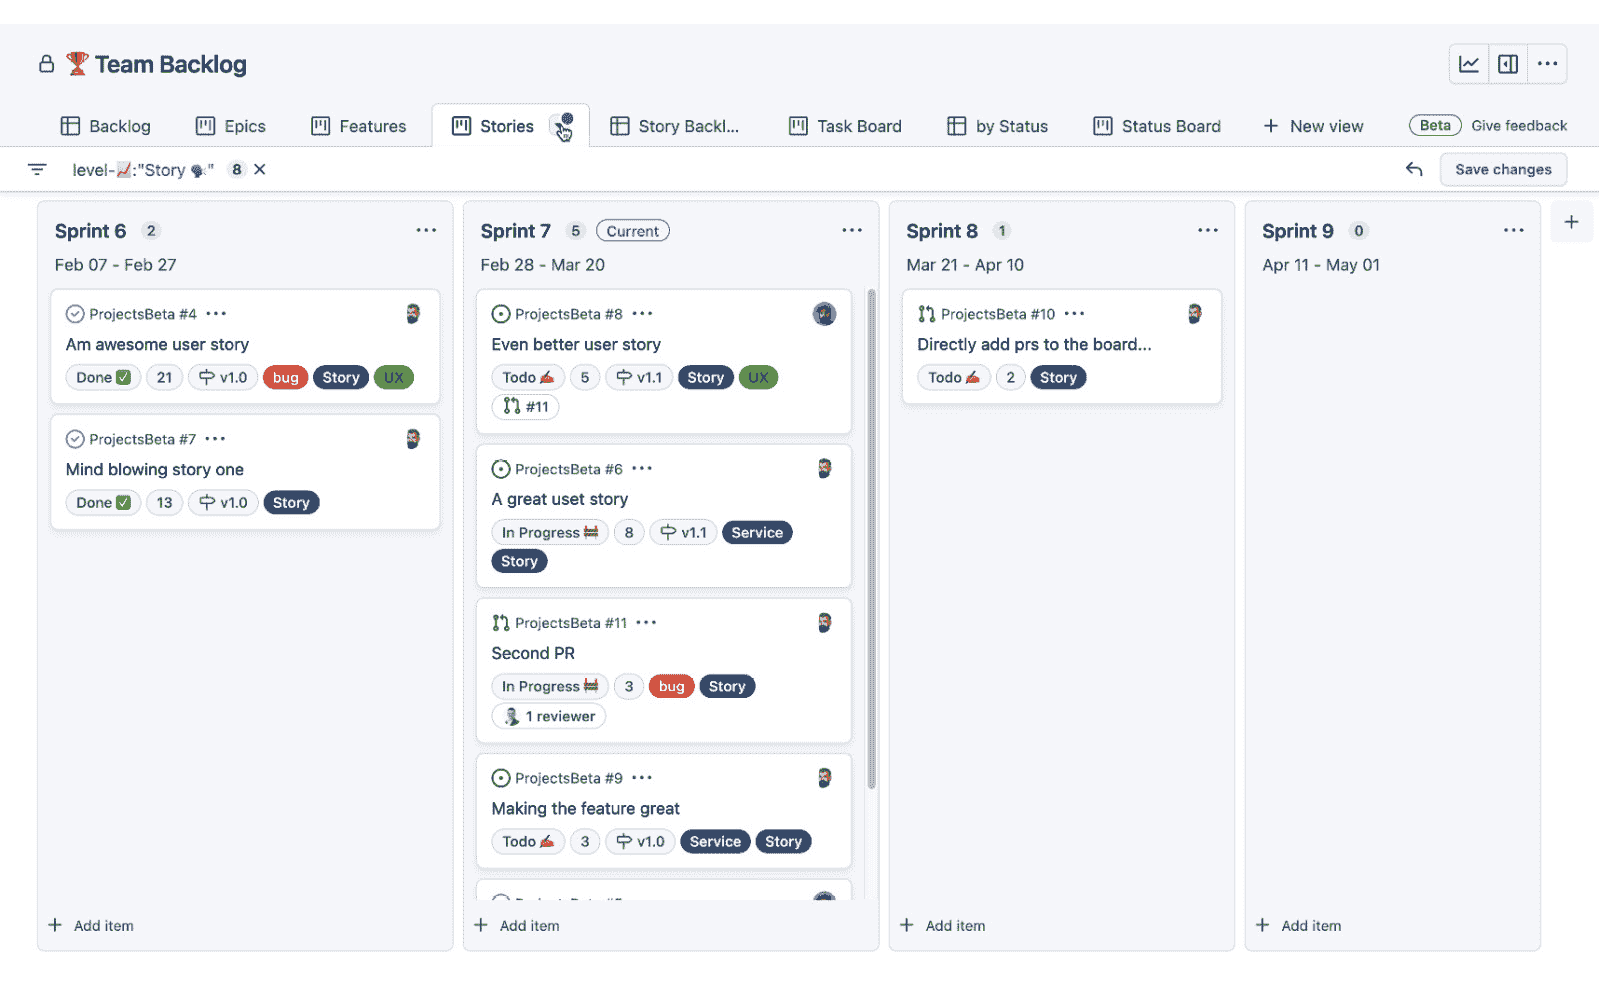 Team Backlog
Backlog
Epics
Features
Stories
Story Backl...
Task Board
by Status
Status Board
New view
Beta
Give feedback
level-📈:"Story 🗣" 8
Save changes
Sprint 6 2
Feb 07 - Feb 27
ProjectsBeta #4
Am awesome user story
Done ✅ 21 v1.0 bug Story UX
ProjectsBeta #7
Mind blowing story one
Done ✅ 13 v1.0 Story
Add item
Sprint 7 5 Current
Feb 28 - Mar 20
ProjectsBeta #8
Even better user story
Todo ✍ 5 v1.1 Story UX
#11
ProjectsBeta #6
A great uset story
In Progress 🚧 8 v1.1 Service
Story
ProjectsBeta #11
Second PR
In Progress 🚧 3 bug Story
1 reviewer
ProjectsBeta #9
Making the feature great
Todo ✍ 3 v1.0 Service Story
Add item
Sprint 8 1
Mar 21 - Apr 10
ProjectsBeta #10
Directly add prs to the board...
Todo ✍ 2 Story
Add item
Sprint 9 0
Apr 11 - May 01
Add item